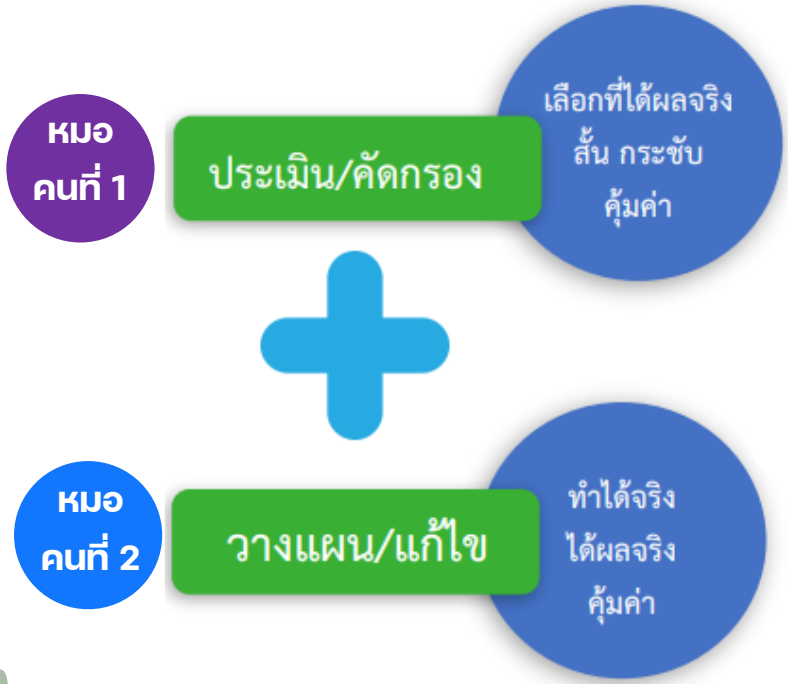 หมอ
คนที่ 1
ประเมิน/คัดกรอง
เลือกที่ได้ผลจริง
สั้น กระชับ
คุ้มค่า
หมอ
คนที่ 2
วางแผน/แก้ไข
ทำได้จริง
ได้ผลจริง
คุ้มค่า